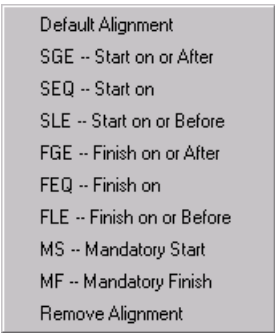 Default Alignment
SGE -- Start on or After
SEQ -- Start on
SLE -- Start on or Before
FGE -- Finish on or After
FEQ -- Finish on
FLE -- Finish on or Before
MS -- Mandatory Start
MF -- Mandatory Finish
Remove Alignment